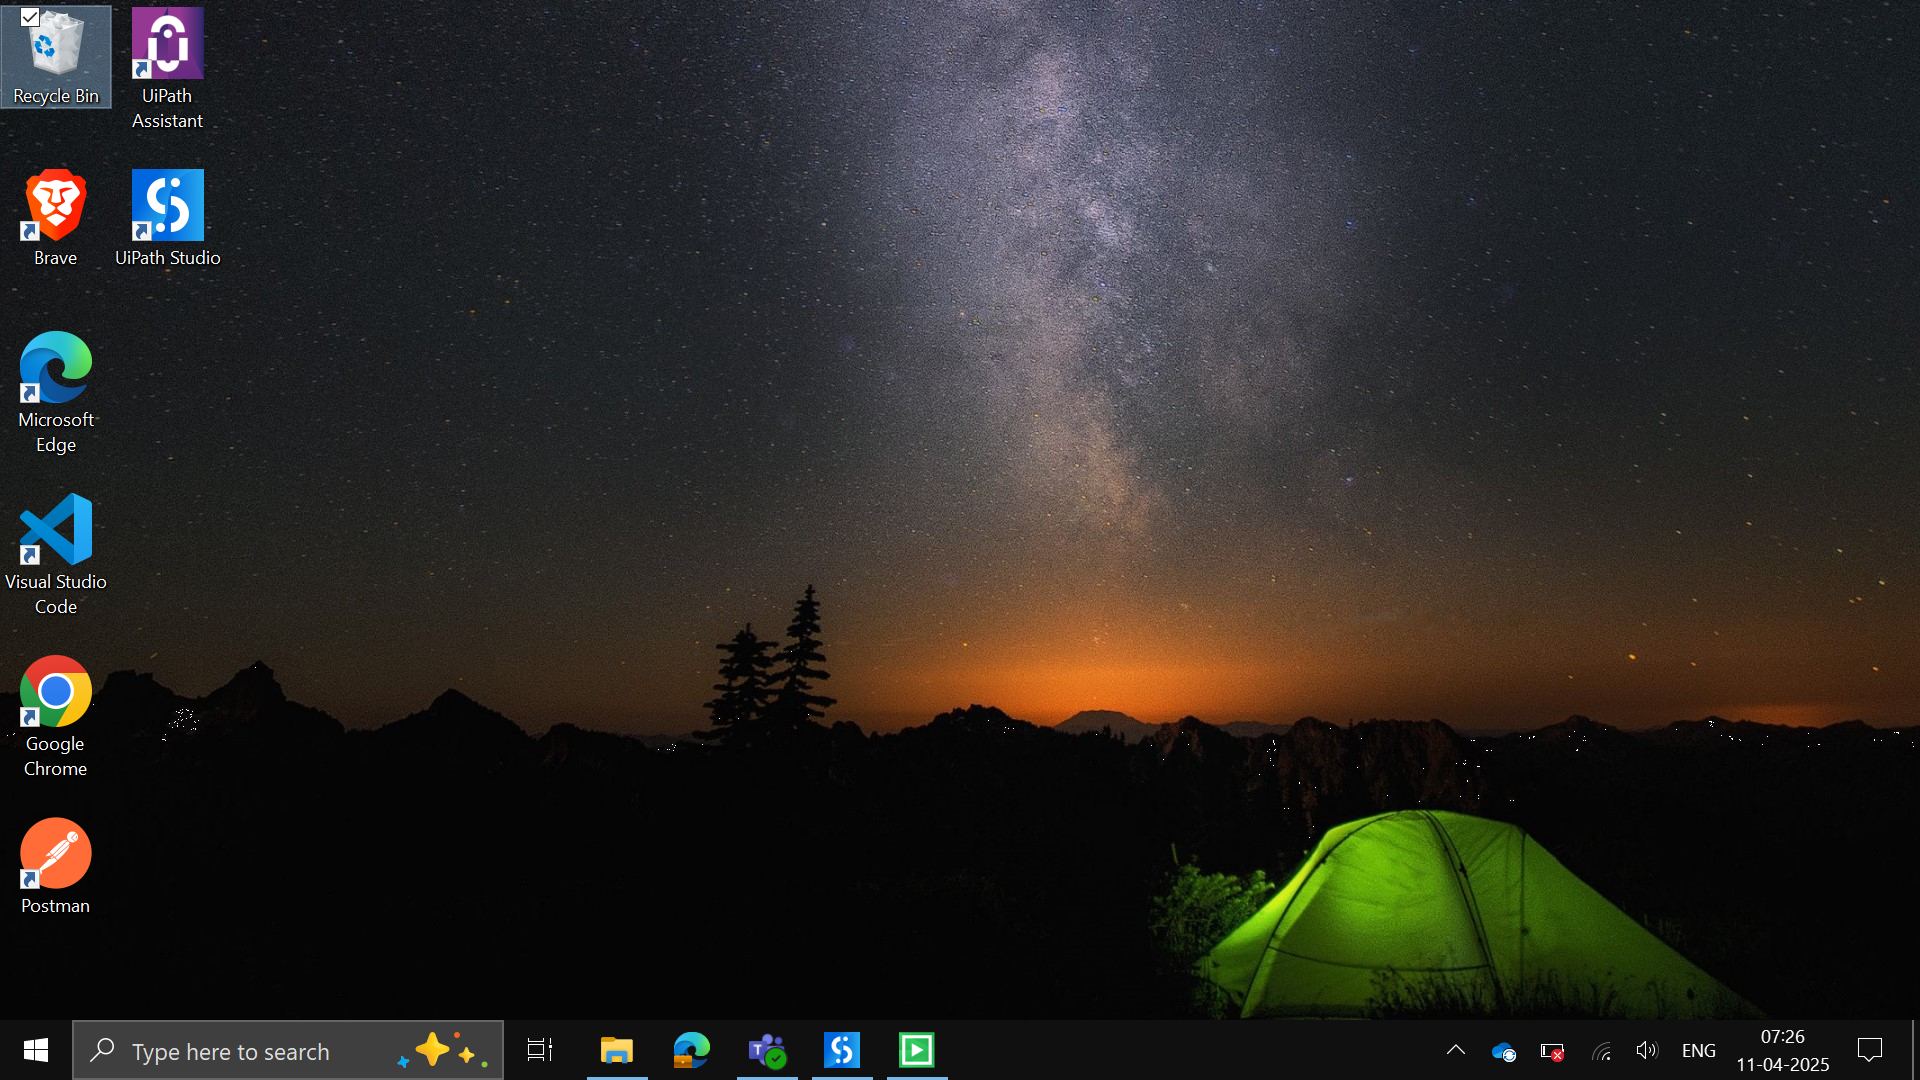 Recycle Bin
UiPath
Assistant
Brave
UiPath Studio
Microsoft
Edge
Visual Studio
Code
Google
Chrome
Postman
Type here to search
ENG
07:26
11-04-2025